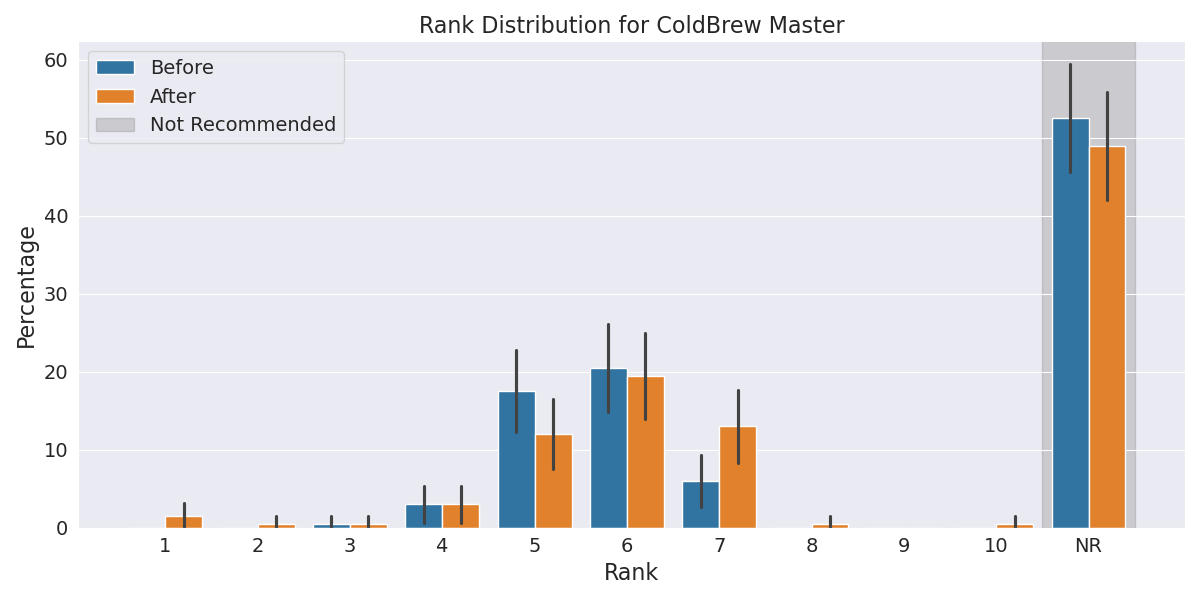 Rank Distribution for ColdBrew Master
Before
After
Not Recommended
60
50
40
30
20
10
0
Percentage
1 2 3 4 5 6 7 8 9 10 NR
Rank